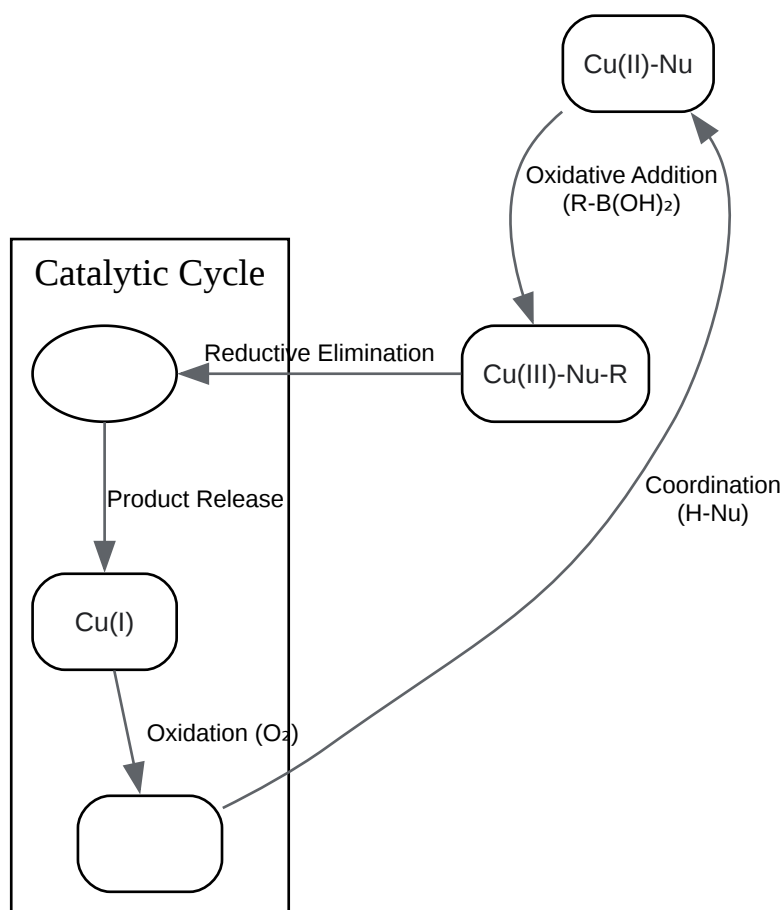 Cu(II)-Nu
Oxidative Addition
(R-B(OH)₂)
Catalytic Cycle
Reductive Elimination
Cu(III)-Nu-R
Coordination
(H-Nu)
Product Release
Cu(I)
Oxidation (O₂)